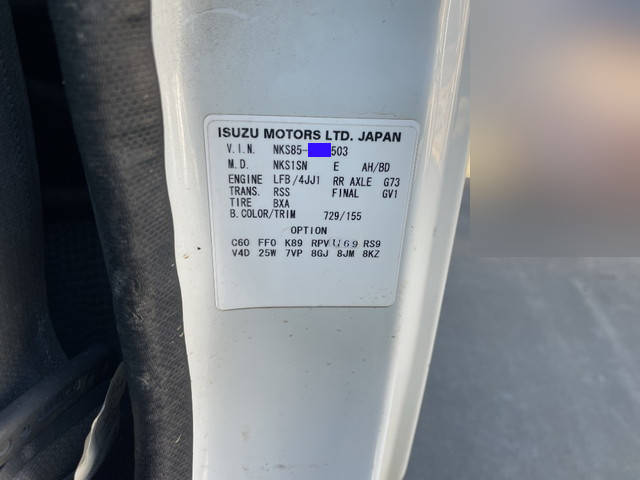 ISUZU MOTORS LTD. JAPAN
V.I.N. NKS85- 503
M.D. NKS1SN E AH/BD
ENGINE LFB/4JJ1 RR AXLE G73
TRANS. RSS FINAL GV1
TIRE BXA
B.COLOR/TRIM 729/155
OPTION
C60 FF0 K89 RPV U69 RS9
V4D 25W 7VP 8GJ 8JM 8KZ